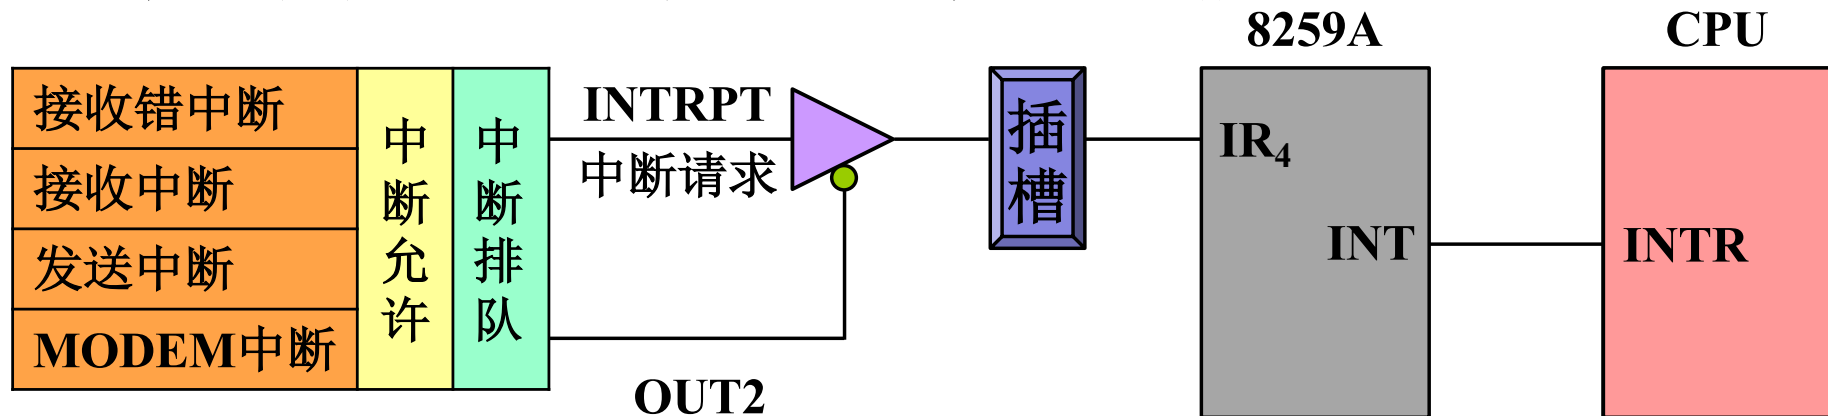 8259A
CPU
接收错中断
接收中断
发送中断
MODEM中断
中断允许
中断排队
INTRPT
中断请求
OUT2
插槽
IR₄
INT
INTR